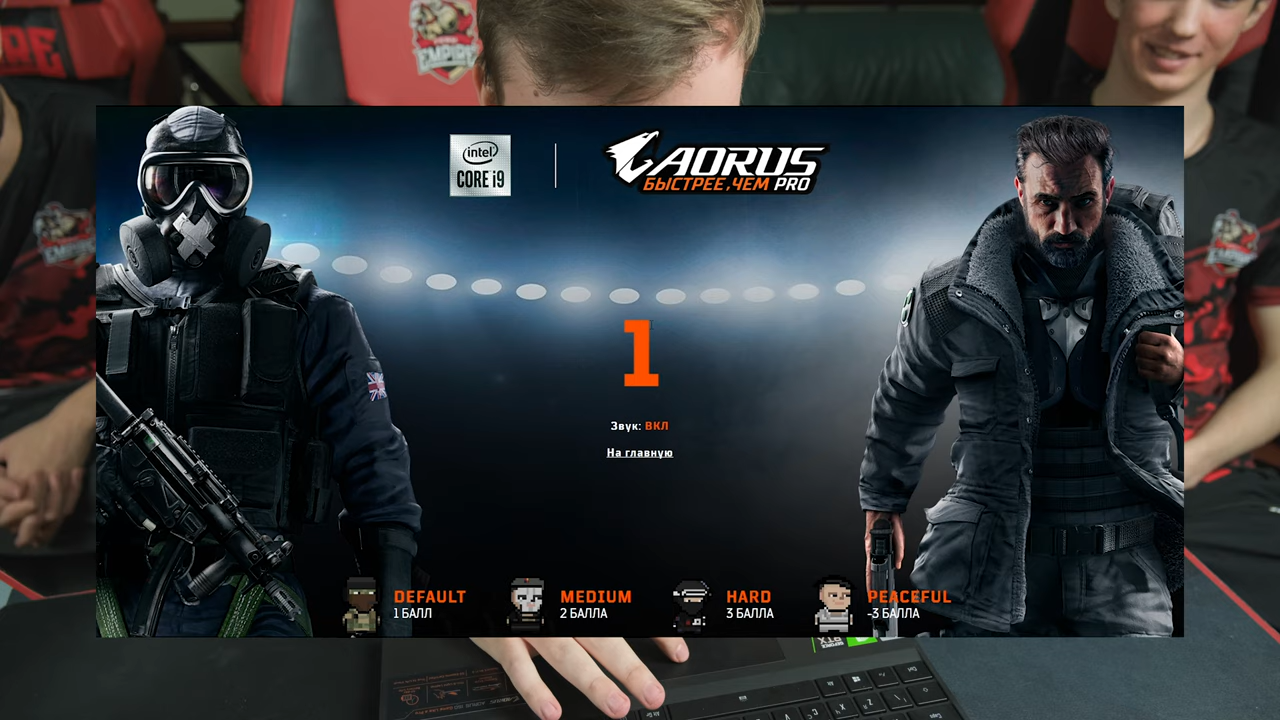 EMPIRE
intel
CORE i9
AORUS
БЫСТРЕЕ, ЧЕМ PRO
1
Звук: ВКЛ
На главную
DEFAULT
1 БАЛЛ
MEDIUM
2 БАЛЛА
HARD
3 БАЛЛА
PEACEFUL
-3 БАЛЛА